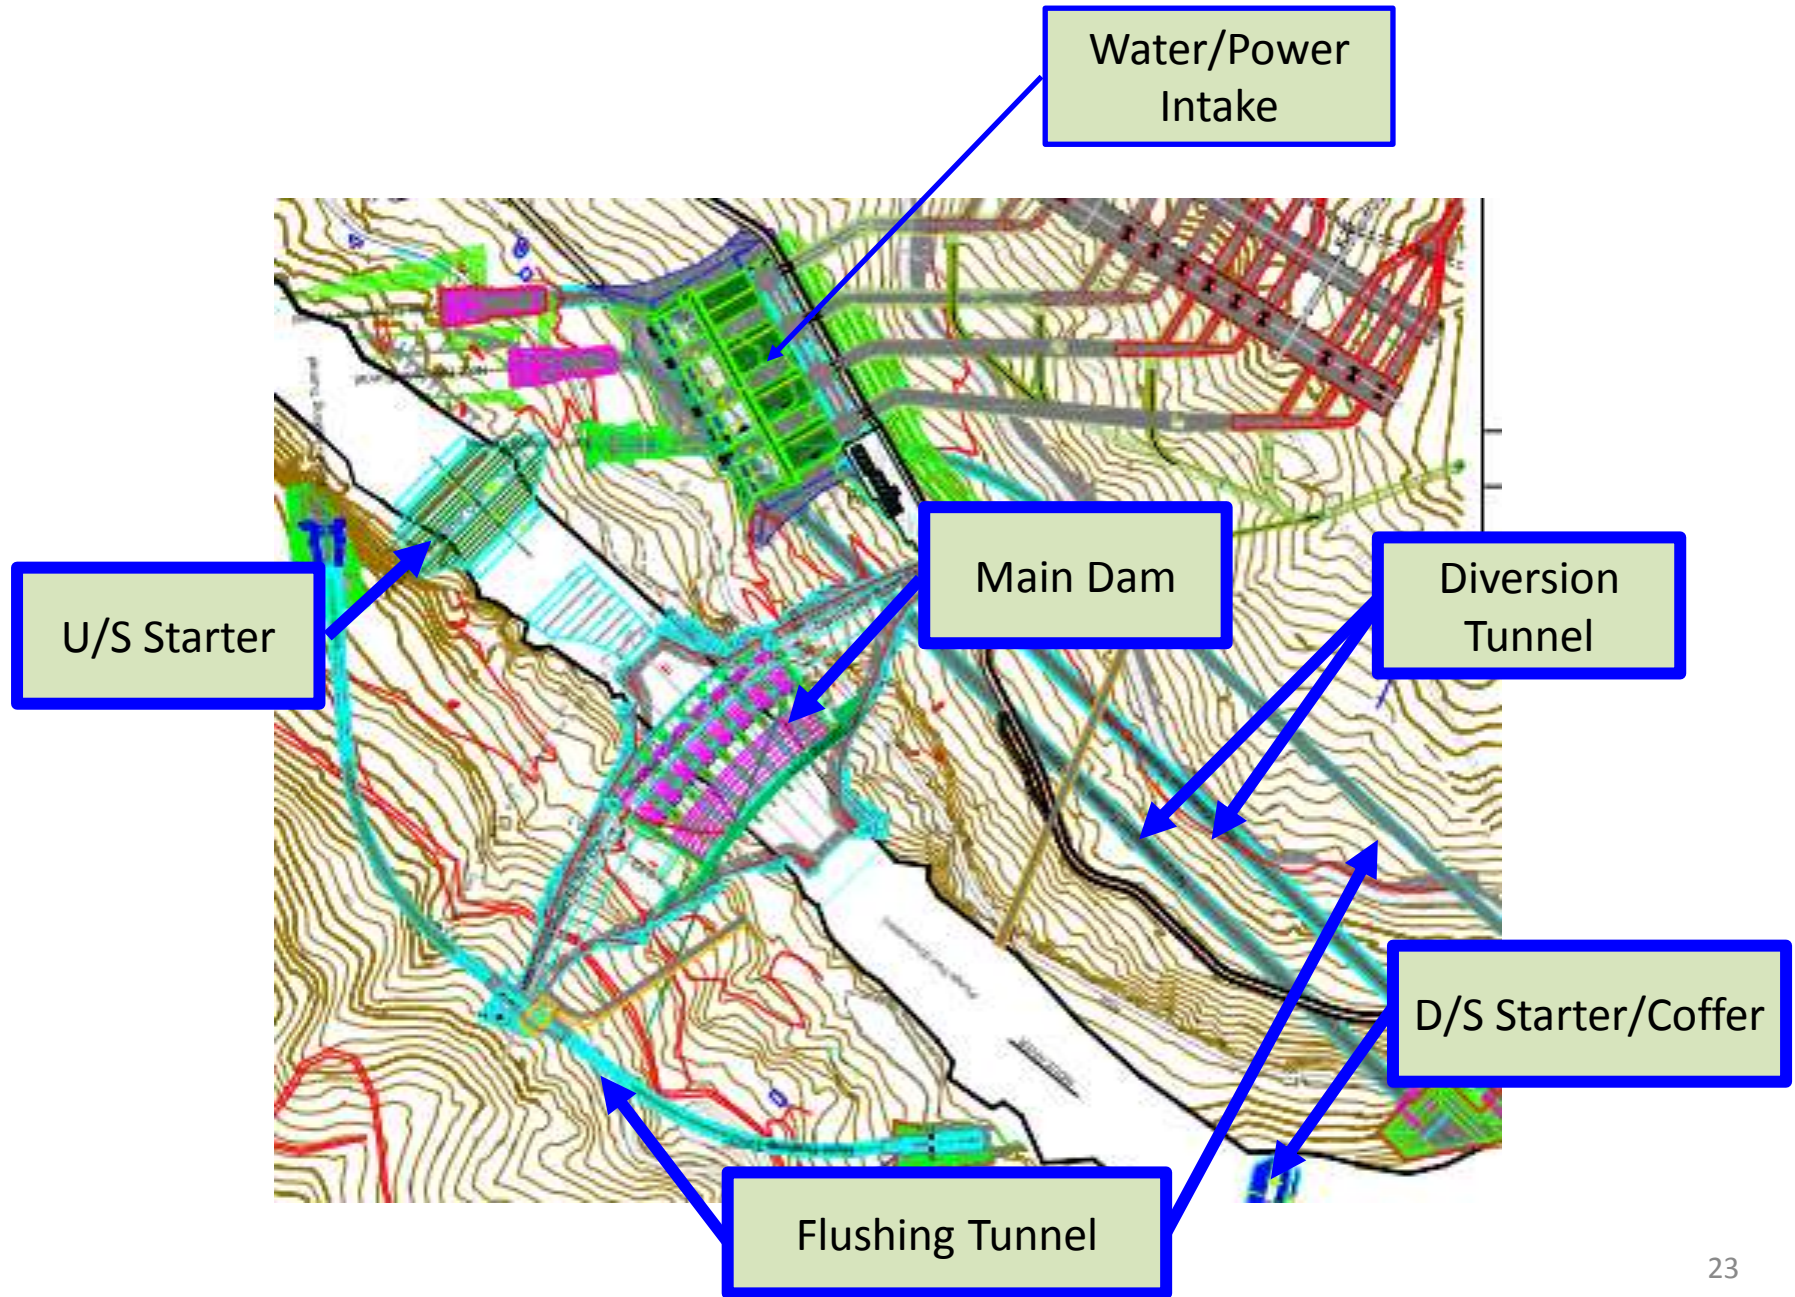 Water/Power
Intake
Main Dam
Diversion
Tunnel
U/S Starter
D/S Starter/Coffer
Flushing Tunnel
23